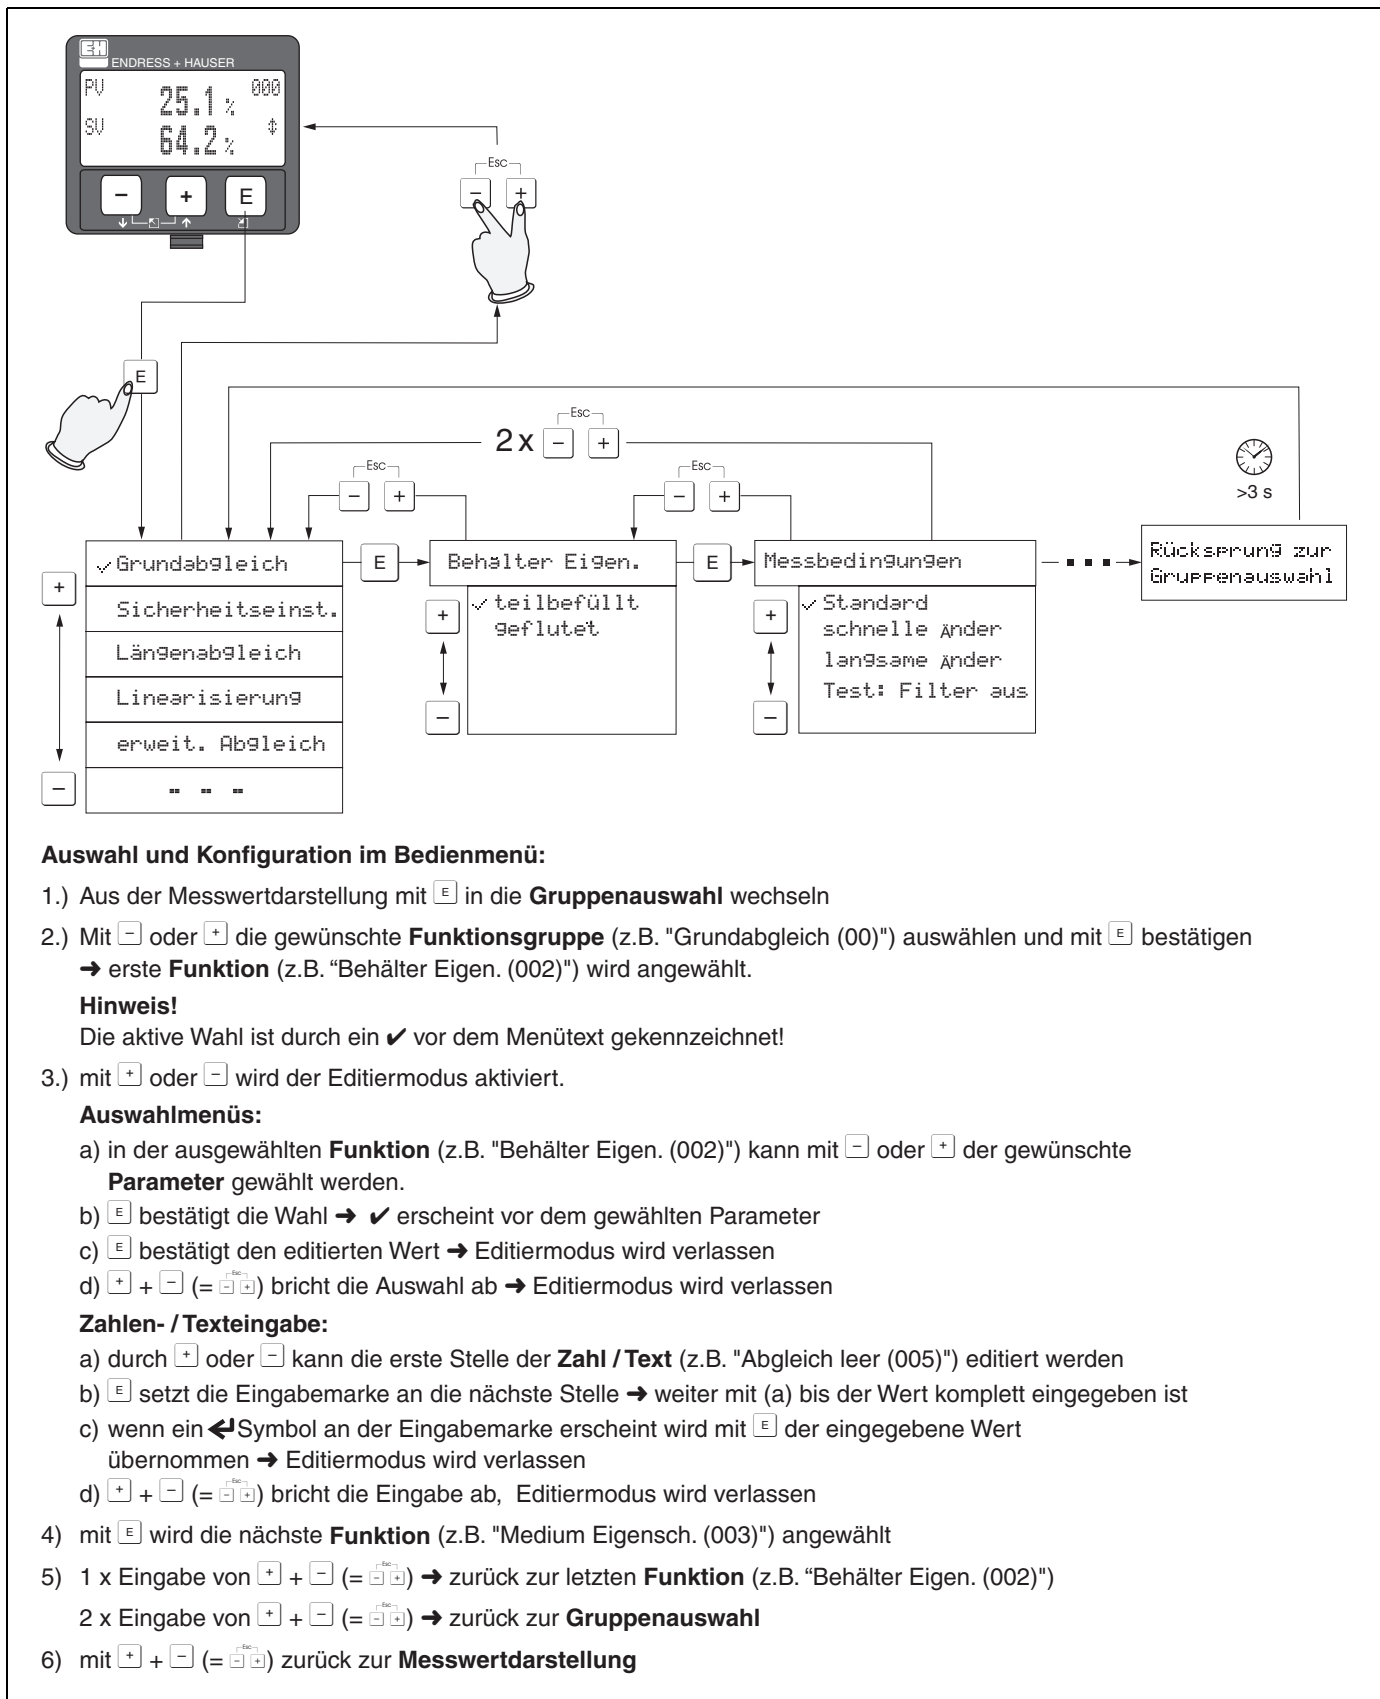 E+H
ENDRESS + HAUSER
PV 25.1 % 000
SV 64.2 % ↕
− + E
Esc
− +
E
Esc
2 x − +
Esc
− +
Esc
− +
>3 s
✓ Grundabgleich
E
Behälter Eigen.
E
Messbedingungen
Rücksprung zur
Gruppenauswahl
+
Sicherheitseinst.
Längenabgleich
Linearisierung
erweit. Abgleich
−
+
✓ teilbefüllt
geflutet
−
+
✓ Standard
schnelle Änder
langsame Änder
Test: Filter aus
−
Auswahl und Konfiguration im Bedienmenü:
1.) Aus der Messwertdarstellung mit E in die Gruppenauswahl wechseln
2.) Mit − oder + die gewünschte Funktionsgruppe (z.B. "Grundabgleich (00)") auswählen und mit E bestätigen
➜ erste Funktion (z.B. “Behälter Eigen. (002)") wird angewählt.
Hinweis!
Die aktive Wahl ist durch ein ✔ vor dem Menütext gekennzeichnet!
3.) mit + oder − wird der Editiermodus aktiviert.
Auswahlmenüs:
a) in der ausgewählten Funktion (z.B. "Behälter Eigen. (002)") kann mit − oder + der gewünschte
Parameter gewählt werden.
b) E bestätigt die Wahl ➜ ✔ erscheint vor dem gewählten Parameter
c) E bestätigt den editierten Wert ➜ Editiermodus wird verlassen
d) + + − (= Esc − +) bricht die Auswahl ab ➜ Editiermodus wird verlassen
Zahlen- / Texteingabe:
a) durch + oder − kann die erste Stelle der Zahl / Text (z.B. "Abgleich leer (005)") editiert werden
b) E setzt die Eingabemarke an die nächste Stelle ➜ weiter mit (a) bis der Wert komplett eingegeben ist
c) wenn ein ↵ Symbol an der Eingabemarke erscheint wird mit E der eingegebene Wert
übernommen ➜ Editiermodus wird verlassen
d) + + − (= Esc − +) bricht die Eingabe ab, Editiermodus wird verlassen
4) mit E wird die nächste Funktion (z.B. "Medium Eigensch. (003)") angewählt
5) 1 x Eingabe von + + − (= Esc − +) ➜ zurück zur letzten Funktion (z.B. “Behälter Eigen. (002)")
2 x Eingabe von + + − (= Esc − +) ➜ zurück zur Gruppenauswahl
6) mit + + − (= Esc − +) zurück zur Messwertdarstellung